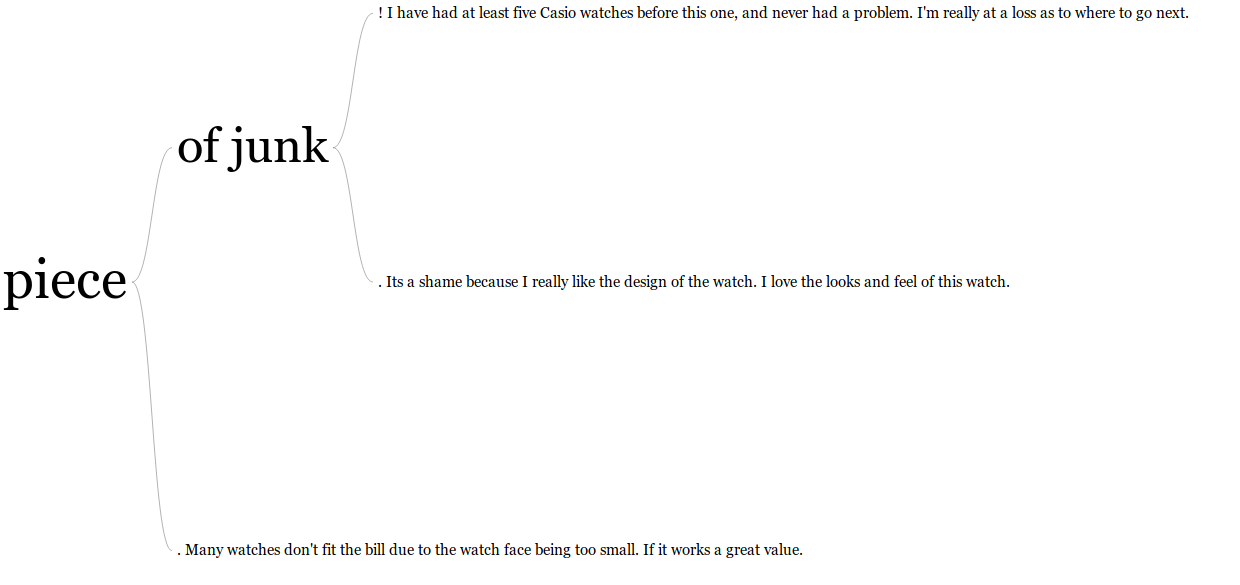 ! I have had at least five Casio watches before this one, and never had a problem. I'm really at a loss as to where to go next.
of junk
piece
. Its a shame because I really like the design of the watch. I love the looks and feel of this watch.
. Many watches don't fit the bill due to the watch face being too small. If it works a great value.